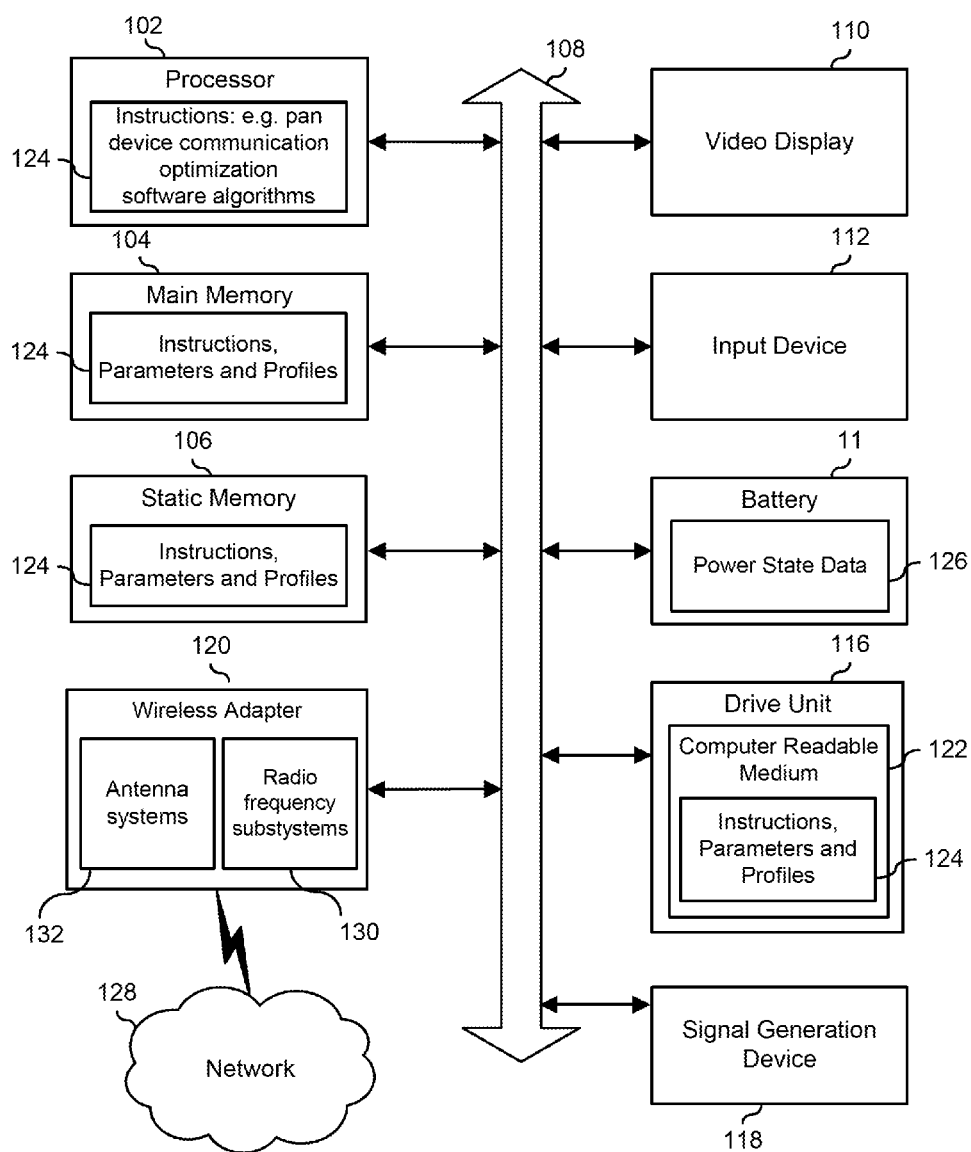 102
Processor
Instructions: e.g. pan
device communication
optimization
software algorithms
124
104
Main Memory
Instructions,
Parameters and Profiles
124
106
Static Memory
Instructions,
Parameters and Profiles
124
120
Wireless Adapter
Antenna
systems
Radio
frequency
substystems
132
130
128
Network
108
110
Video Display
112
Input Device
11
Battery
Power State Data
126
116
Drive Unit
Computer Readable
Medium
122
Instructions,
Parameters and
Profiles
124
Signal Generation
Device
118